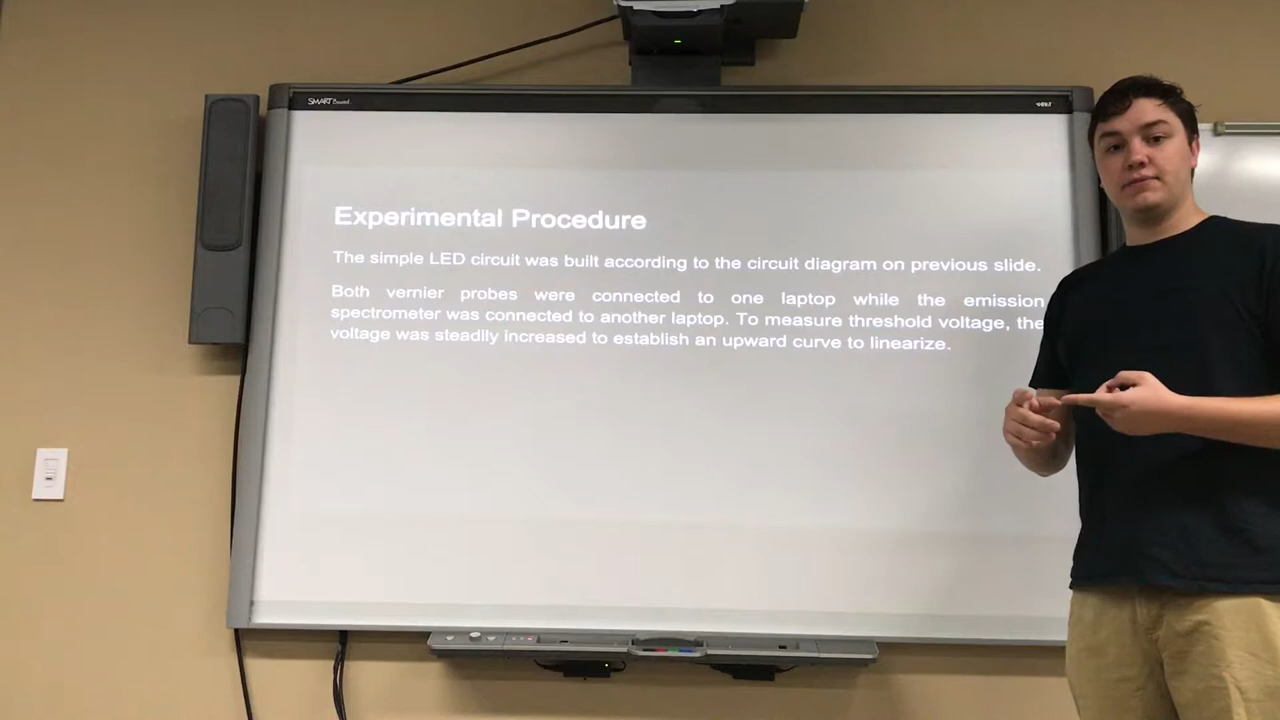 SMART Board
SMART
Experimental Procedure
The simple LED circuit was built according to the circuit diagram on previous slide.
Both vernier probes were connected to one laptop while the emission
spectrometer was connected to another laptop. To measure threshold voltage, the
voltage was steadily increased to establish an upward curve to linearize.